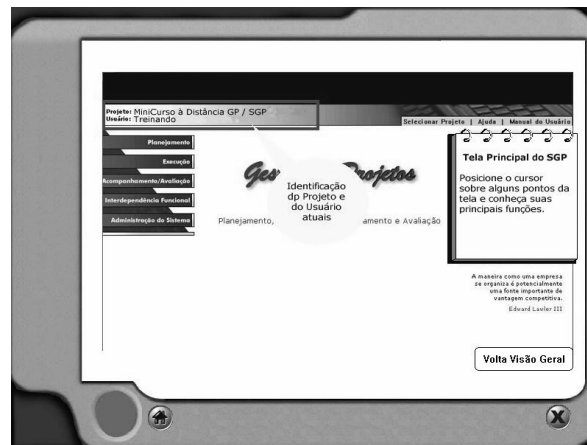 Projeto: MiniCurso à Distância GP / SGP
Usuário: Treinando
Selecionar Projeto | Ajuda | Manual do Usuário
Planejamento
Execução
Acompanhamento/Avaliação
Interdependência Funcional
Administração do Sistema
Ges Projetos
Planejamento, amento e Avaliação
Identificação
dp Projeto e
do Usuário
atuais
Tela Principal do SGP
Posicione o cursor
sobre alguns pontos da
tela e conheça suas
principais funções.
A maneira como uma empresa
se organiza é potencialmente
uma fonte importante de
vantagem competitiva.
Edward Lawler III
Volta Visão Geral